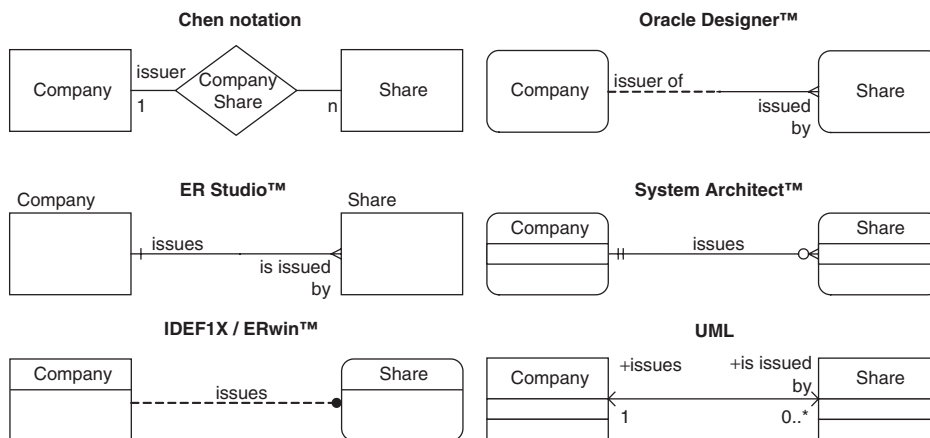 Chen notation
Company
issuer
1
Company
Share
n
Share
Oracle Designer™
Company
issuer of
issued
by
Share
ER Studio™
Company
issues
is issued
by
Share
System Architect™
Company
issues
Share
IDEF1X / ERwin™
Company
issues
Share
UML
Company
+issues
1
+is issued
by
0..*
Share